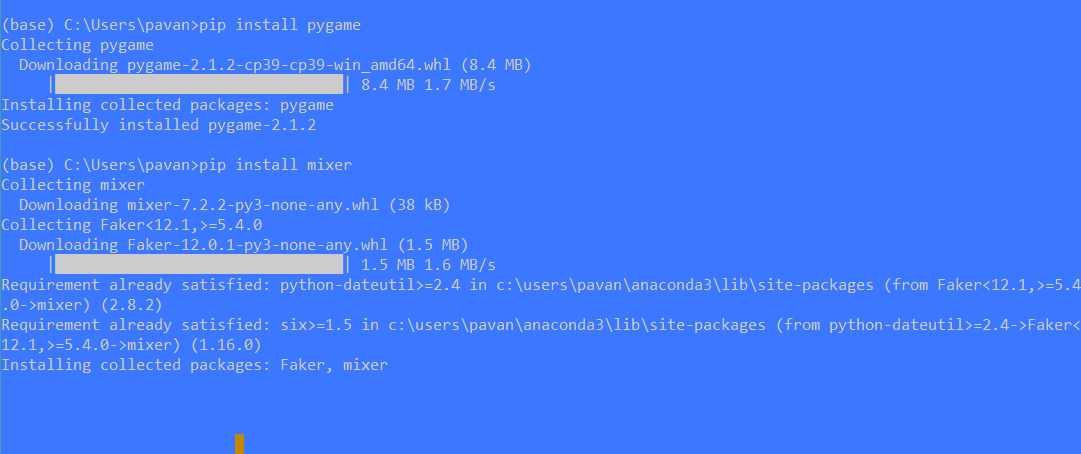 (base) C:\Users\pavan>pip install pygame
Collecting pygame
  Downloading pygame-2.1.2-cp39-cp39-win_amd64.whl (8.4 MB)
     |████████████████████████████████| 8.4 MB 1.7 MB/s
Installing collected packages: pygame
Successfully installed pygame-2.1.2

(base) C:\Users\pavan>pip install mixer
Collecting mixer
  Downloading mixer-7.2.2-py3-none-any.whl (38 kB)
Collecting Faker<12.1,>=5.4.0
  Downloading Faker-12.0.1-py3-none-any.whl (1.5 MB)
     |████████████████████████████████| 1.5 MB 1.6 MB/s
Requirement already satisfied: python-dateutil>=2.4 in c:\users\pavan\anaconda3\lib\site-packages (from Faker<12.1,>=5.4
.0->mixer) (2.8.2)
Requirement already satisfied: six>=1.5 in c:\users\pavan\anaconda3\lib\site-packages (from python-dateutil>=2.4->Faker<
12.1,>=5.4.0->mixer) (1.16.0)
Installing collected packages: Faker, mixer